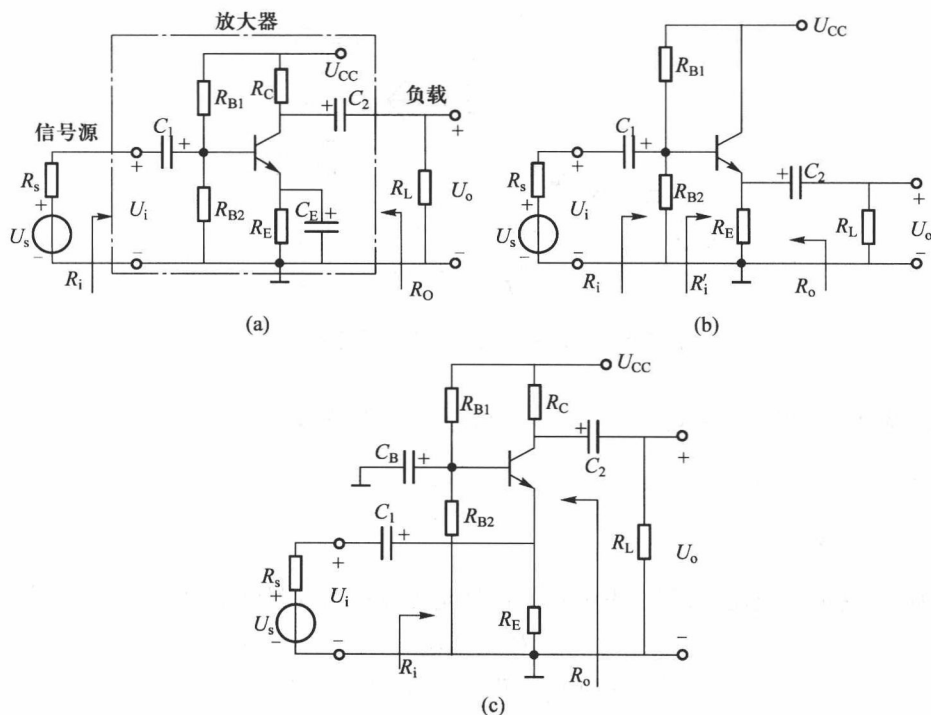 放大器
U_CC
R_B1
R_C
C_2
负载
信号源
C_1
R_s
R_B2
U_i
R_E
C_E
R_L
U_o
U_s
R_i
R_O
(a)
U_CC
R_B1
C_1
R_s
R_B2
C_2
U_i
R_E
R_L
U_o
U_s
R_i
R'_i
R_o
(b)
U_CC
R_B1
R_C
C_B
C_2
C_1
R_B2
R_L
U_o
R_s
U_i
U_s
R_E
R_i
R_o
(c)